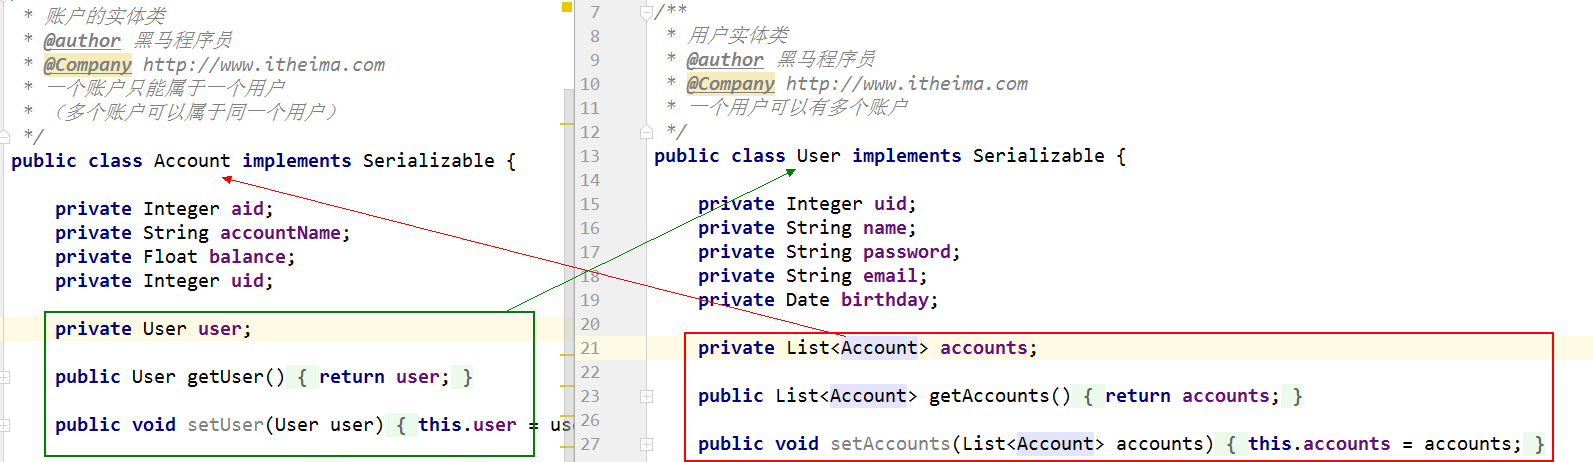 * 账户的实体类
* @author 黑马程序员
* @Company http://www.itheima.com
* 一个账户只能属于一个用户
* （多个账户可以属于同一个用户）
*/
public class Account implements Serializable {
private Integer aid;
private String accountName;
private Float balance;
private Integer uid;
private User user;
public User getUser() { return user; }
public void setUser(User user) { this.user = use
7 /**
8 * 用户实体类
9 * @author 黑马程序员
10 * @Company http://www.itheima.com
11 * 一个用户可以有多个账户
12 */
13 public class User implements Serializable {
14
15 private Integer uid;
16 private String name;
17 private String password;
18 private String email;
19 private Date birthday;
20
21 private List<Account> accounts;
22
23 public List<Account> getAccounts() { return accounts; }
26
27 public void setAccounts(List<Account> accounts) { this.accounts = accounts; }